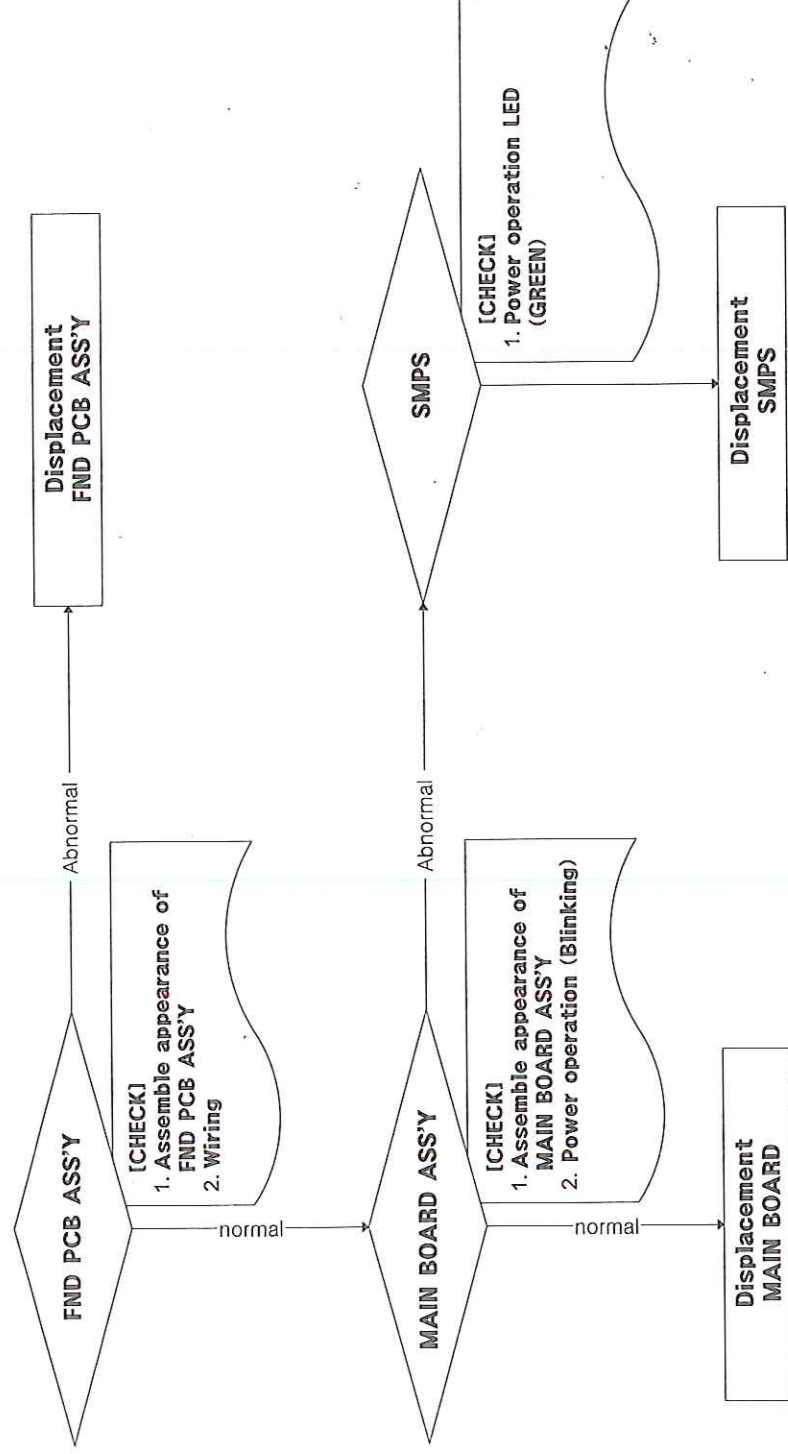 FND PCB ASS'Y
Abnormal
Displacement
FND PCB ASS'Y
[CHECK]
1. Assemble appearance of
FND PCB ASS'Y
2. Wiring
normal
MAIN BOARD ASS'Y
Abnormal
SMPS
[CHECK]
1. Assemble appearance of
MAIN BOARD ASS'Y
2. Power operation (Blinking)
[CHECK]
1. Power operation LED
(GREEN)
normal
Displacement
MAIN BOARD
Displacement
SMPS